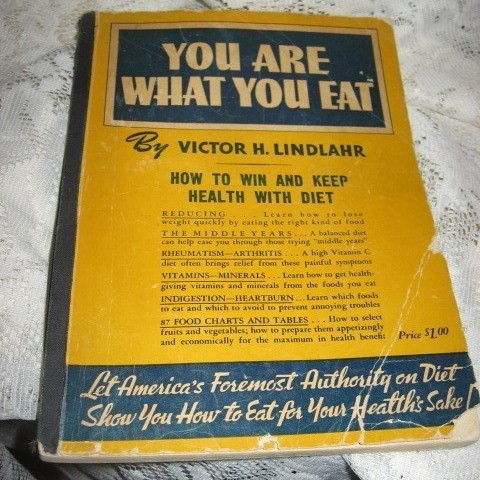 YOU ARE
WHAT YOU EAT
By VICTOR H. LINDLAHR
HOW TO WIN AND KEEP
HEALTH WITH DIET
REDUCING . . . Learn how to lose
weight quickly by eating the right kind of food
THE MIDDLE YEARS . . . A balanced diet
can help ease you through those trying "middle years"
RHEUMATISM—ARTHRITIS . . . A high Vitamin C
diet often brings relief from these painful symptoms
VITAMINS—MINERALS . . . Learn how to get health-
giving vitamins and minerals from the foods you eat
INDIGESTION—HEARTBURN . . . Learn which foods
to eat and which to avoid to prevent annoying troubles
87 FOOD CHARTS AND TABLES . . . How to select
fruits and vegetables; how to prepare them appetizingly
and economically for the maximum in health benefit
Price $1.00
Let America's Foremost Authority on Diet
Show You How to Eat for Your Health's Sake!